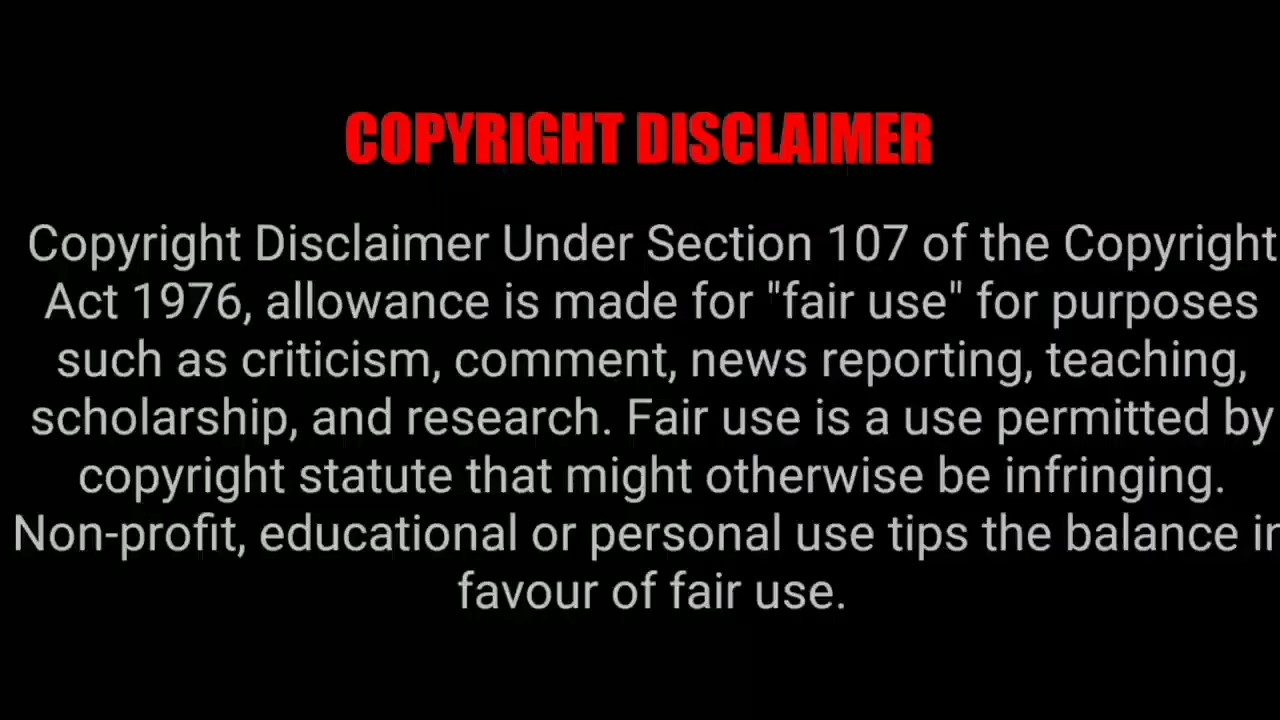 COPYRIGHT DISCLAIMER
Copyright Disclaimer Under Section 107 of the Copyright
Act 1976, allowance is made for "fair use" for purposes
such as criticism, comment, news reporting, teaching,
scholarship, and research. Fair use is a use permitted by
copyright statute that might otherwise be infringing.
Non-profit, educational or personal use tips the balance in
favour of fair use.